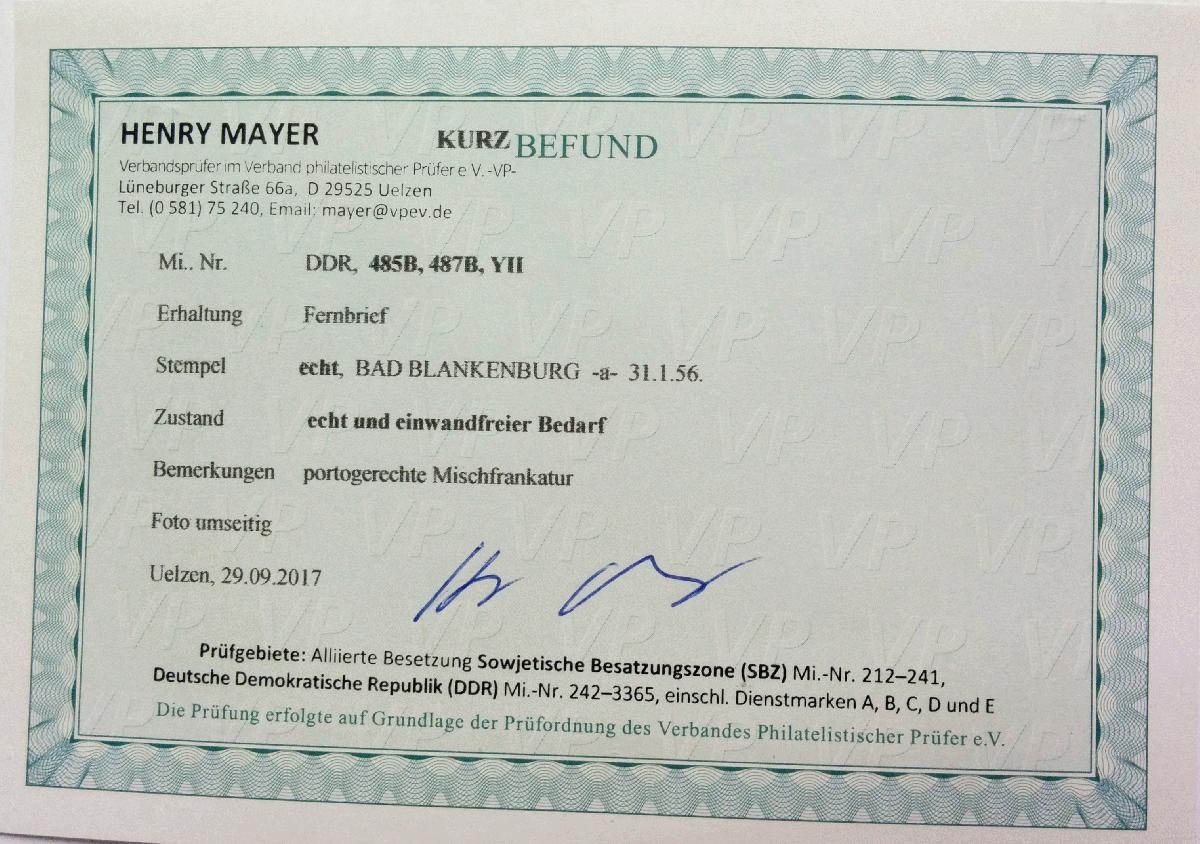 HENRY MAYER
KURZBEFUND
Verbandsprüfer im Verband philatelistischer Prüfer e V. -VP-
Lüneburger Straße 66a, D 29525 Uelzen
Tel. (0 581) 75 240, Email: mayer@vpev.de
Mi.. Nr. DDR, 485B, 487B, YII
Erhaltung Fernbrief
Stempel echt, BAD BLANKENBURG -a- 31.1.56.
Zustand echt und einwandfreier Bedarf
Bemerkungen portogerechte Mischfrankatur
Foto umseitig
Uelzen, 29.09.2017
Prüfgebiete: Alliierte Besetzung Sowjetische Besatzungszone (SBZ) Mi.-Nr. 212–241,
Deutsche Demokratische Republik (DDR) Mi.-Nr. 242–3365, einschl. Dienstmarken A, B, C, D und E
Die Prüfung erfolgte auf Grundlage der Prüfordnung des Verbandes Philatelistischer Prüfer e.V.